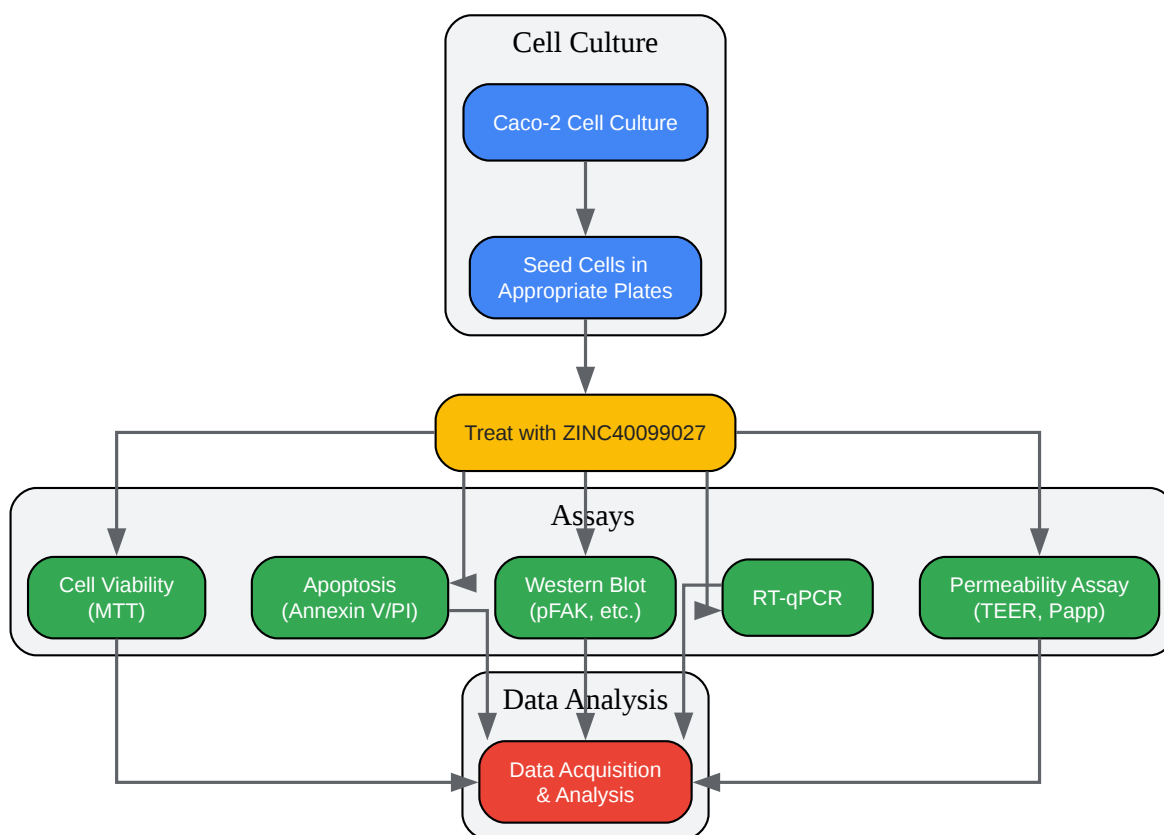 Cell Culture
Caco-2 Cell Culture
Seed Cells in
Appropriate Plates
Treat with ZINC40099027
Assays
Cell Viability
(MTT)
Apoptosis
(Annexin V/PI)
Western Blot
(pFAK, etc.)
RT-qPCR
Permeability Assay
(TEER, Papp)
Data Analysis
Data Acquisition
& Analysis